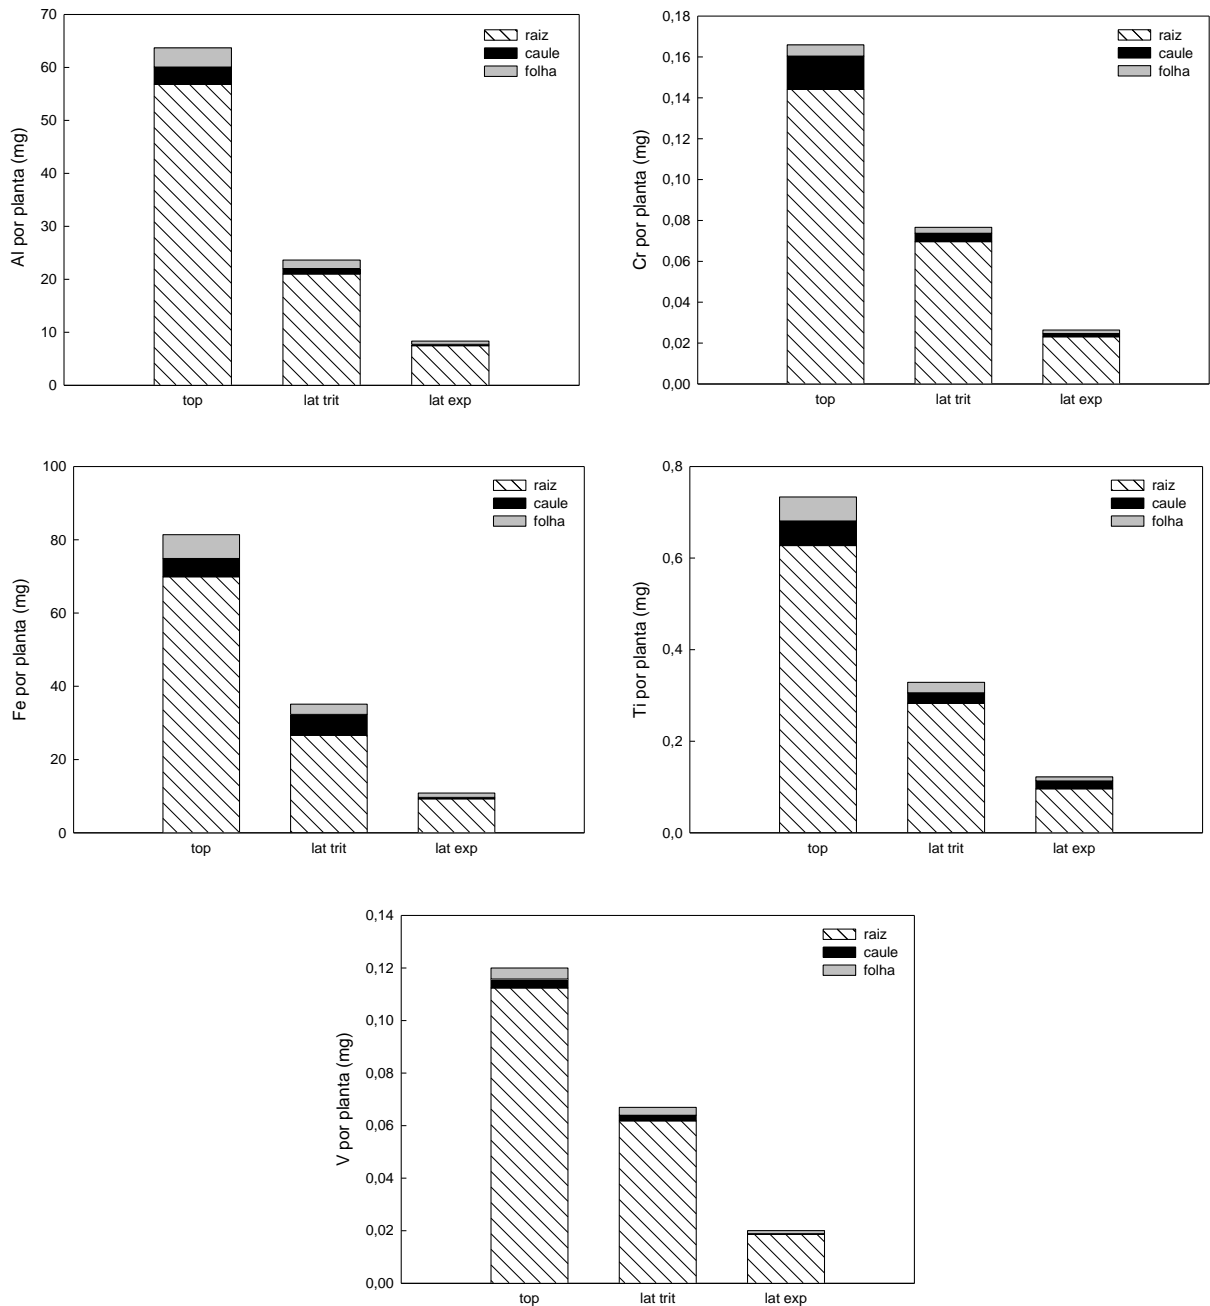 Al por planta (mg)
70
60
50
40
30
20
10
0
raiz
caule
folha
top lat trit lat exp
Cr por planta (mg)
0,18
0,16
0,14
0,12
0,10
0,08
0,06
0,04
0,02
0,00
raiz
caule
folha
top lat trit lat exp
Fe por planta (mg)
100
80
60
40
20
0
raiz
caule
folha
top lat trit lat exp
Ti por planta (mg)
0,8
0,6
0,4
0,2
0,0
raiz
caule
folha
top lat trit lat exp
V por planta (mg)
0,14
0,12
0,10
0,08
0,06
0,04
0,02
0,00
raiz
caule
folha
top lat trit lat exp